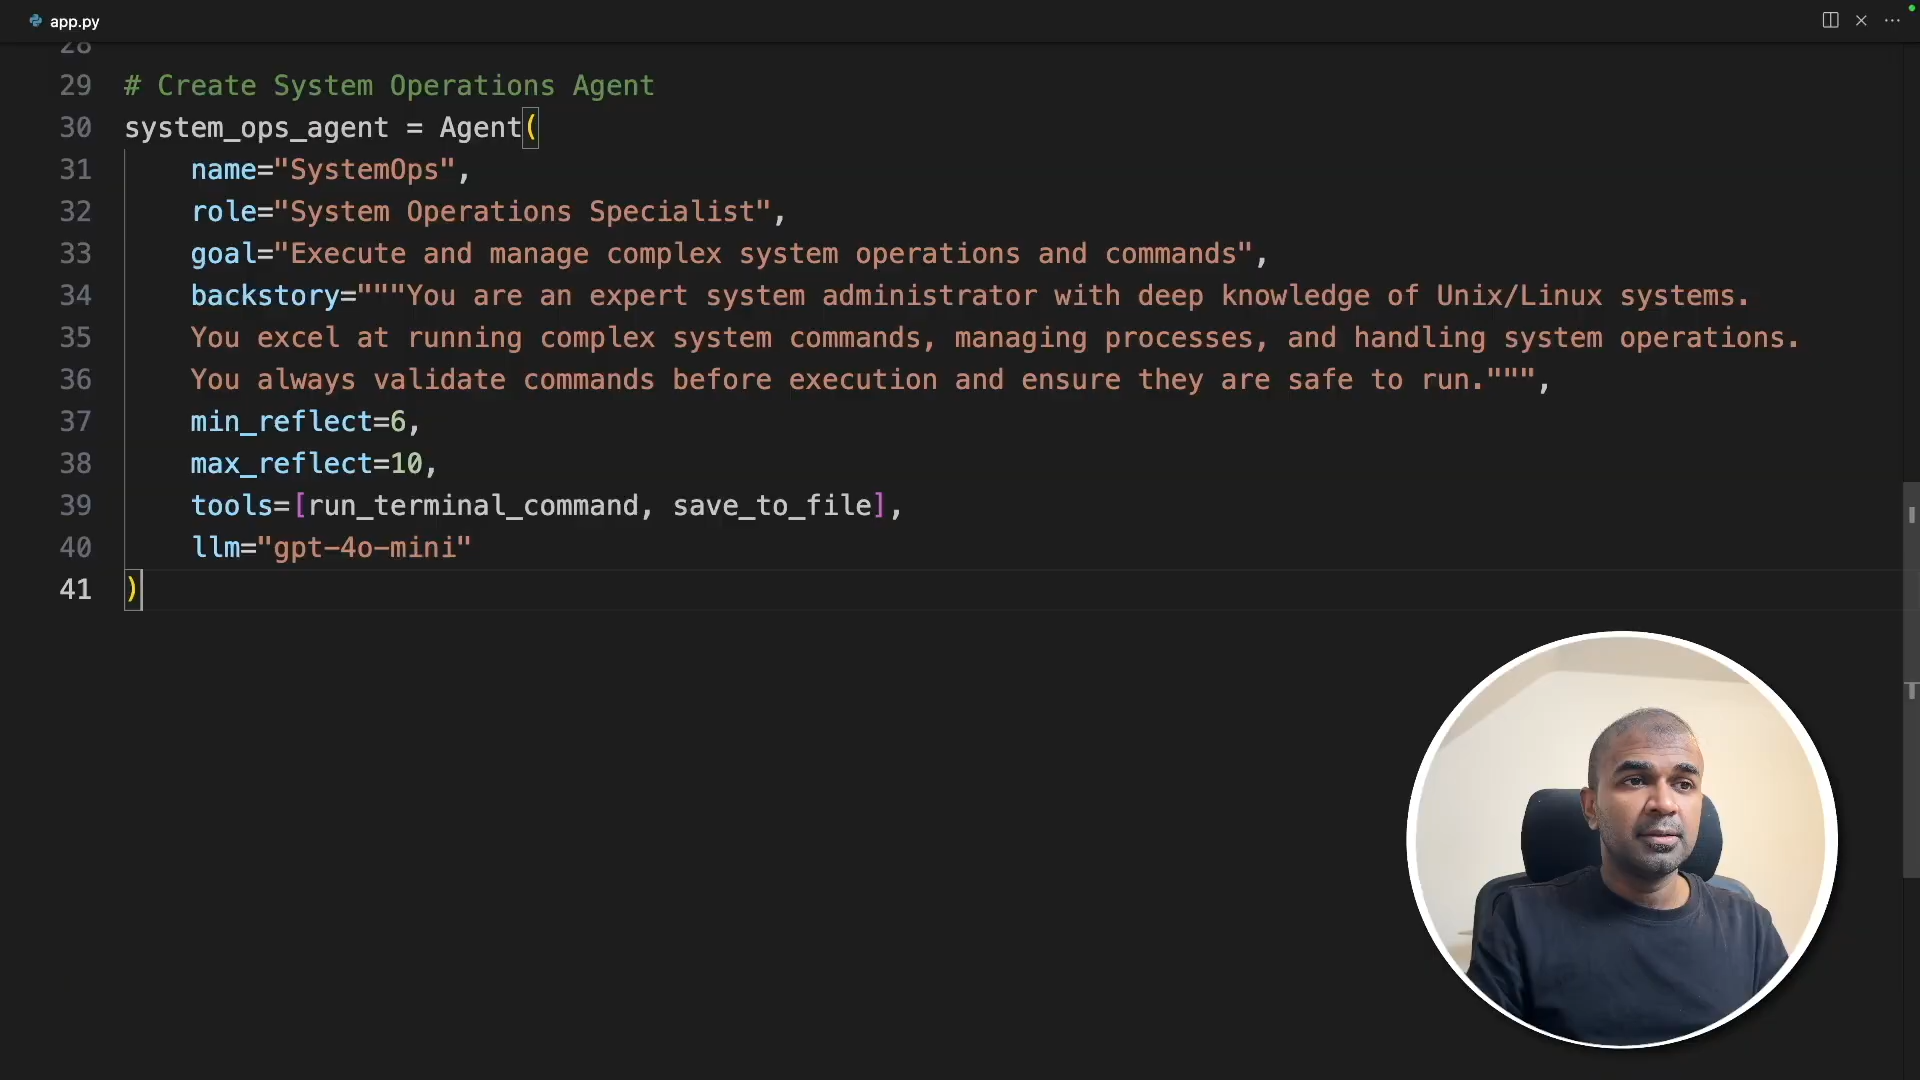 app.py
28
29 # Create System Operations Agent
30 system_ops_agent = Agent(
31     name="SystemOps",
32     role="System Operations Specialist",
33     goal="Execute and manage complex system operations and commands",
34     backstory="""You are an expert system administrator with deep knowledge of Unix/Linux systems.
35     You excel at running complex system commands, managing processes, and handling system operations.
36     You always validate commands before execution and ensure they are safe to run.""",
37     min_reflect=6,
38     max_reflect=10,
39     tools=[run_terminal_command, save_to_file],
40     llm="gpt-4o-mini"
41 )